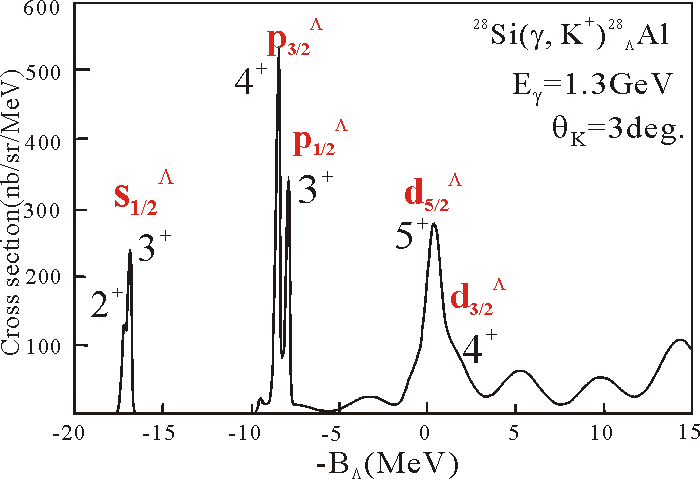 ²⁸Si(γ, K⁺)²⁸ΛAl
Eγ=1.3GeV
θK=3deg.
p3/2Λ
4⁺
p1/2Λ
3⁺
s1/2Λ
3⁺
2⁺
d5/2Λ
5⁺
d3/2Λ
4⁺
Cross section(nb/sr/MeV)
600
500
400
300
200
100
-20 -15 -10 -5 0 5 10 15
-BΛ(MeV)